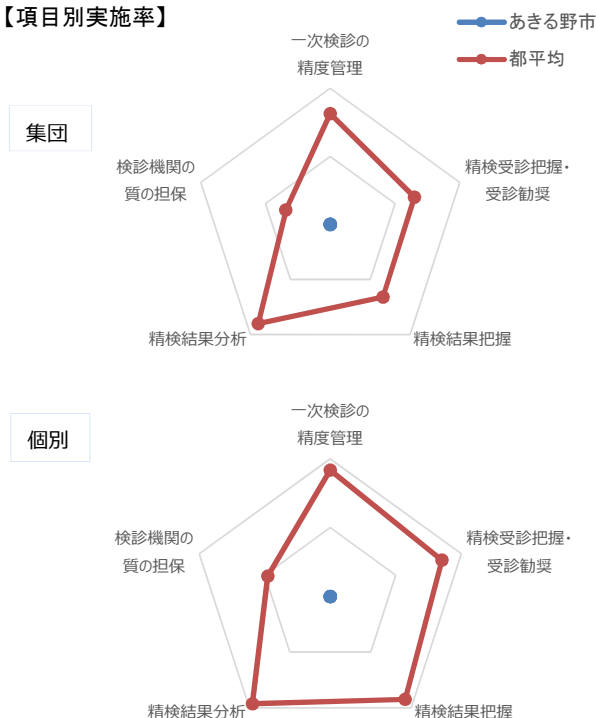 【項目別実施率】
あきる野市
都平均
集団
一次検診の
精度管理
検診機関の
質の担保
精検受診把握・
受診勧奨
精検結果分析
精検結果把握
個別
一次検診の
精度管理
検診機関の
質の担保
精検受診把握・
受診勧奨
精検結果分析
精検結果把握